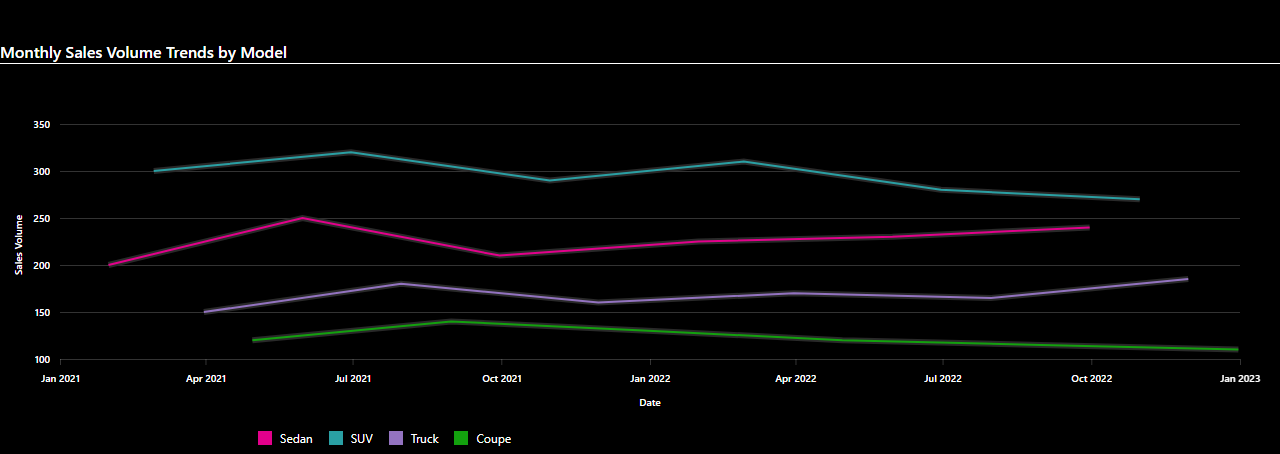 Monthly Sales Volume Trends by Model
350
300
250
200
150
100
Sales Volume
Jan 2021 Apr 2021 Jul 2021 Oct 2021 Jan 2022 Apr 2022 Jul 2022 Oct 2022 Jan 2023
Date
Sedan SUV Truck Coupe